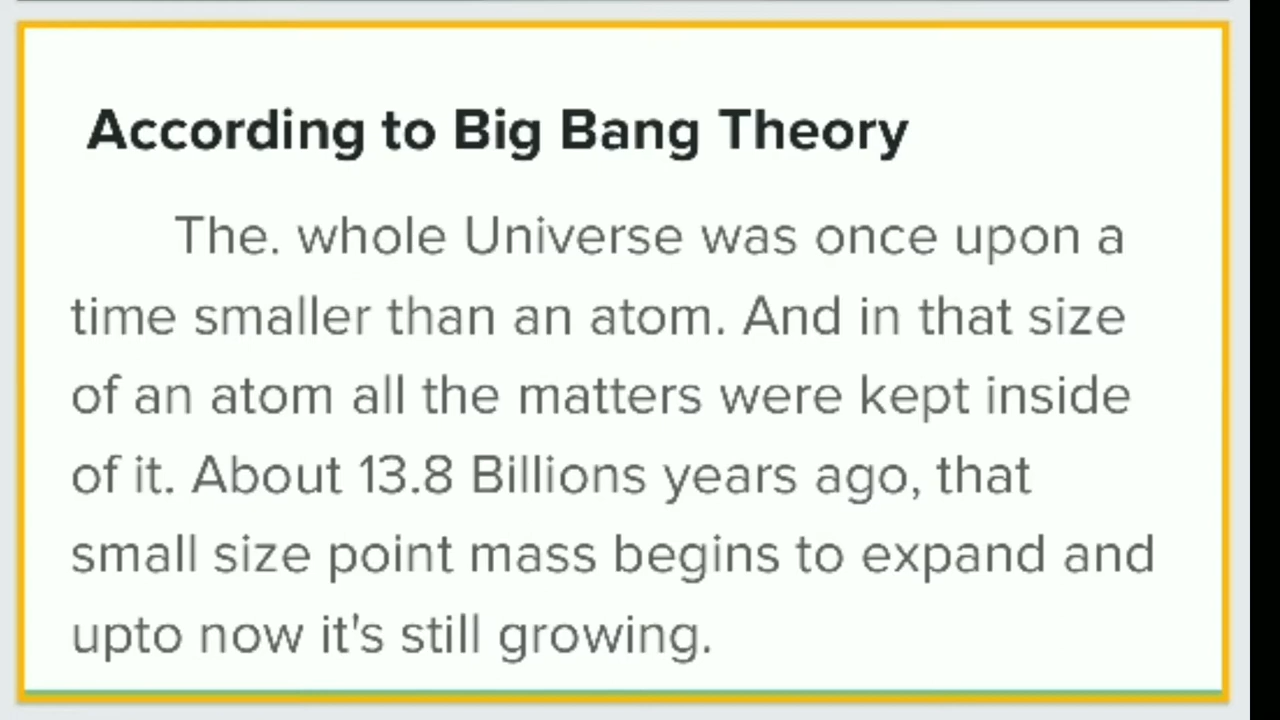 According to Big Bang Theory
The. whole Universe was once upon a
time smaller than an atom. And in that size
of an atom all the matters were kept inside
of it. About 13.8 Billions years ago, that
small size point mass begins to expand and
upto now it's still growing.